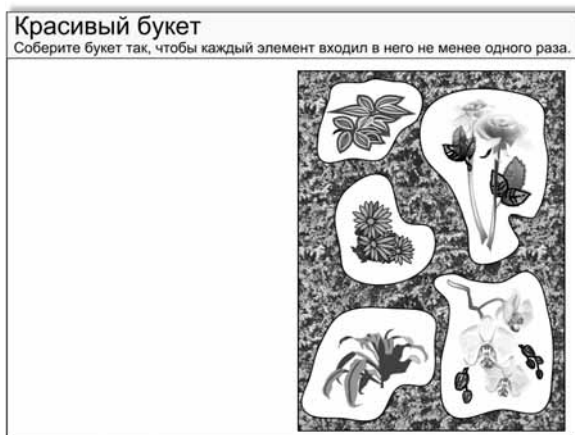 Красивый букет
Соберите букет так, чтобы каждый элемент входил в него не менее одного раза.